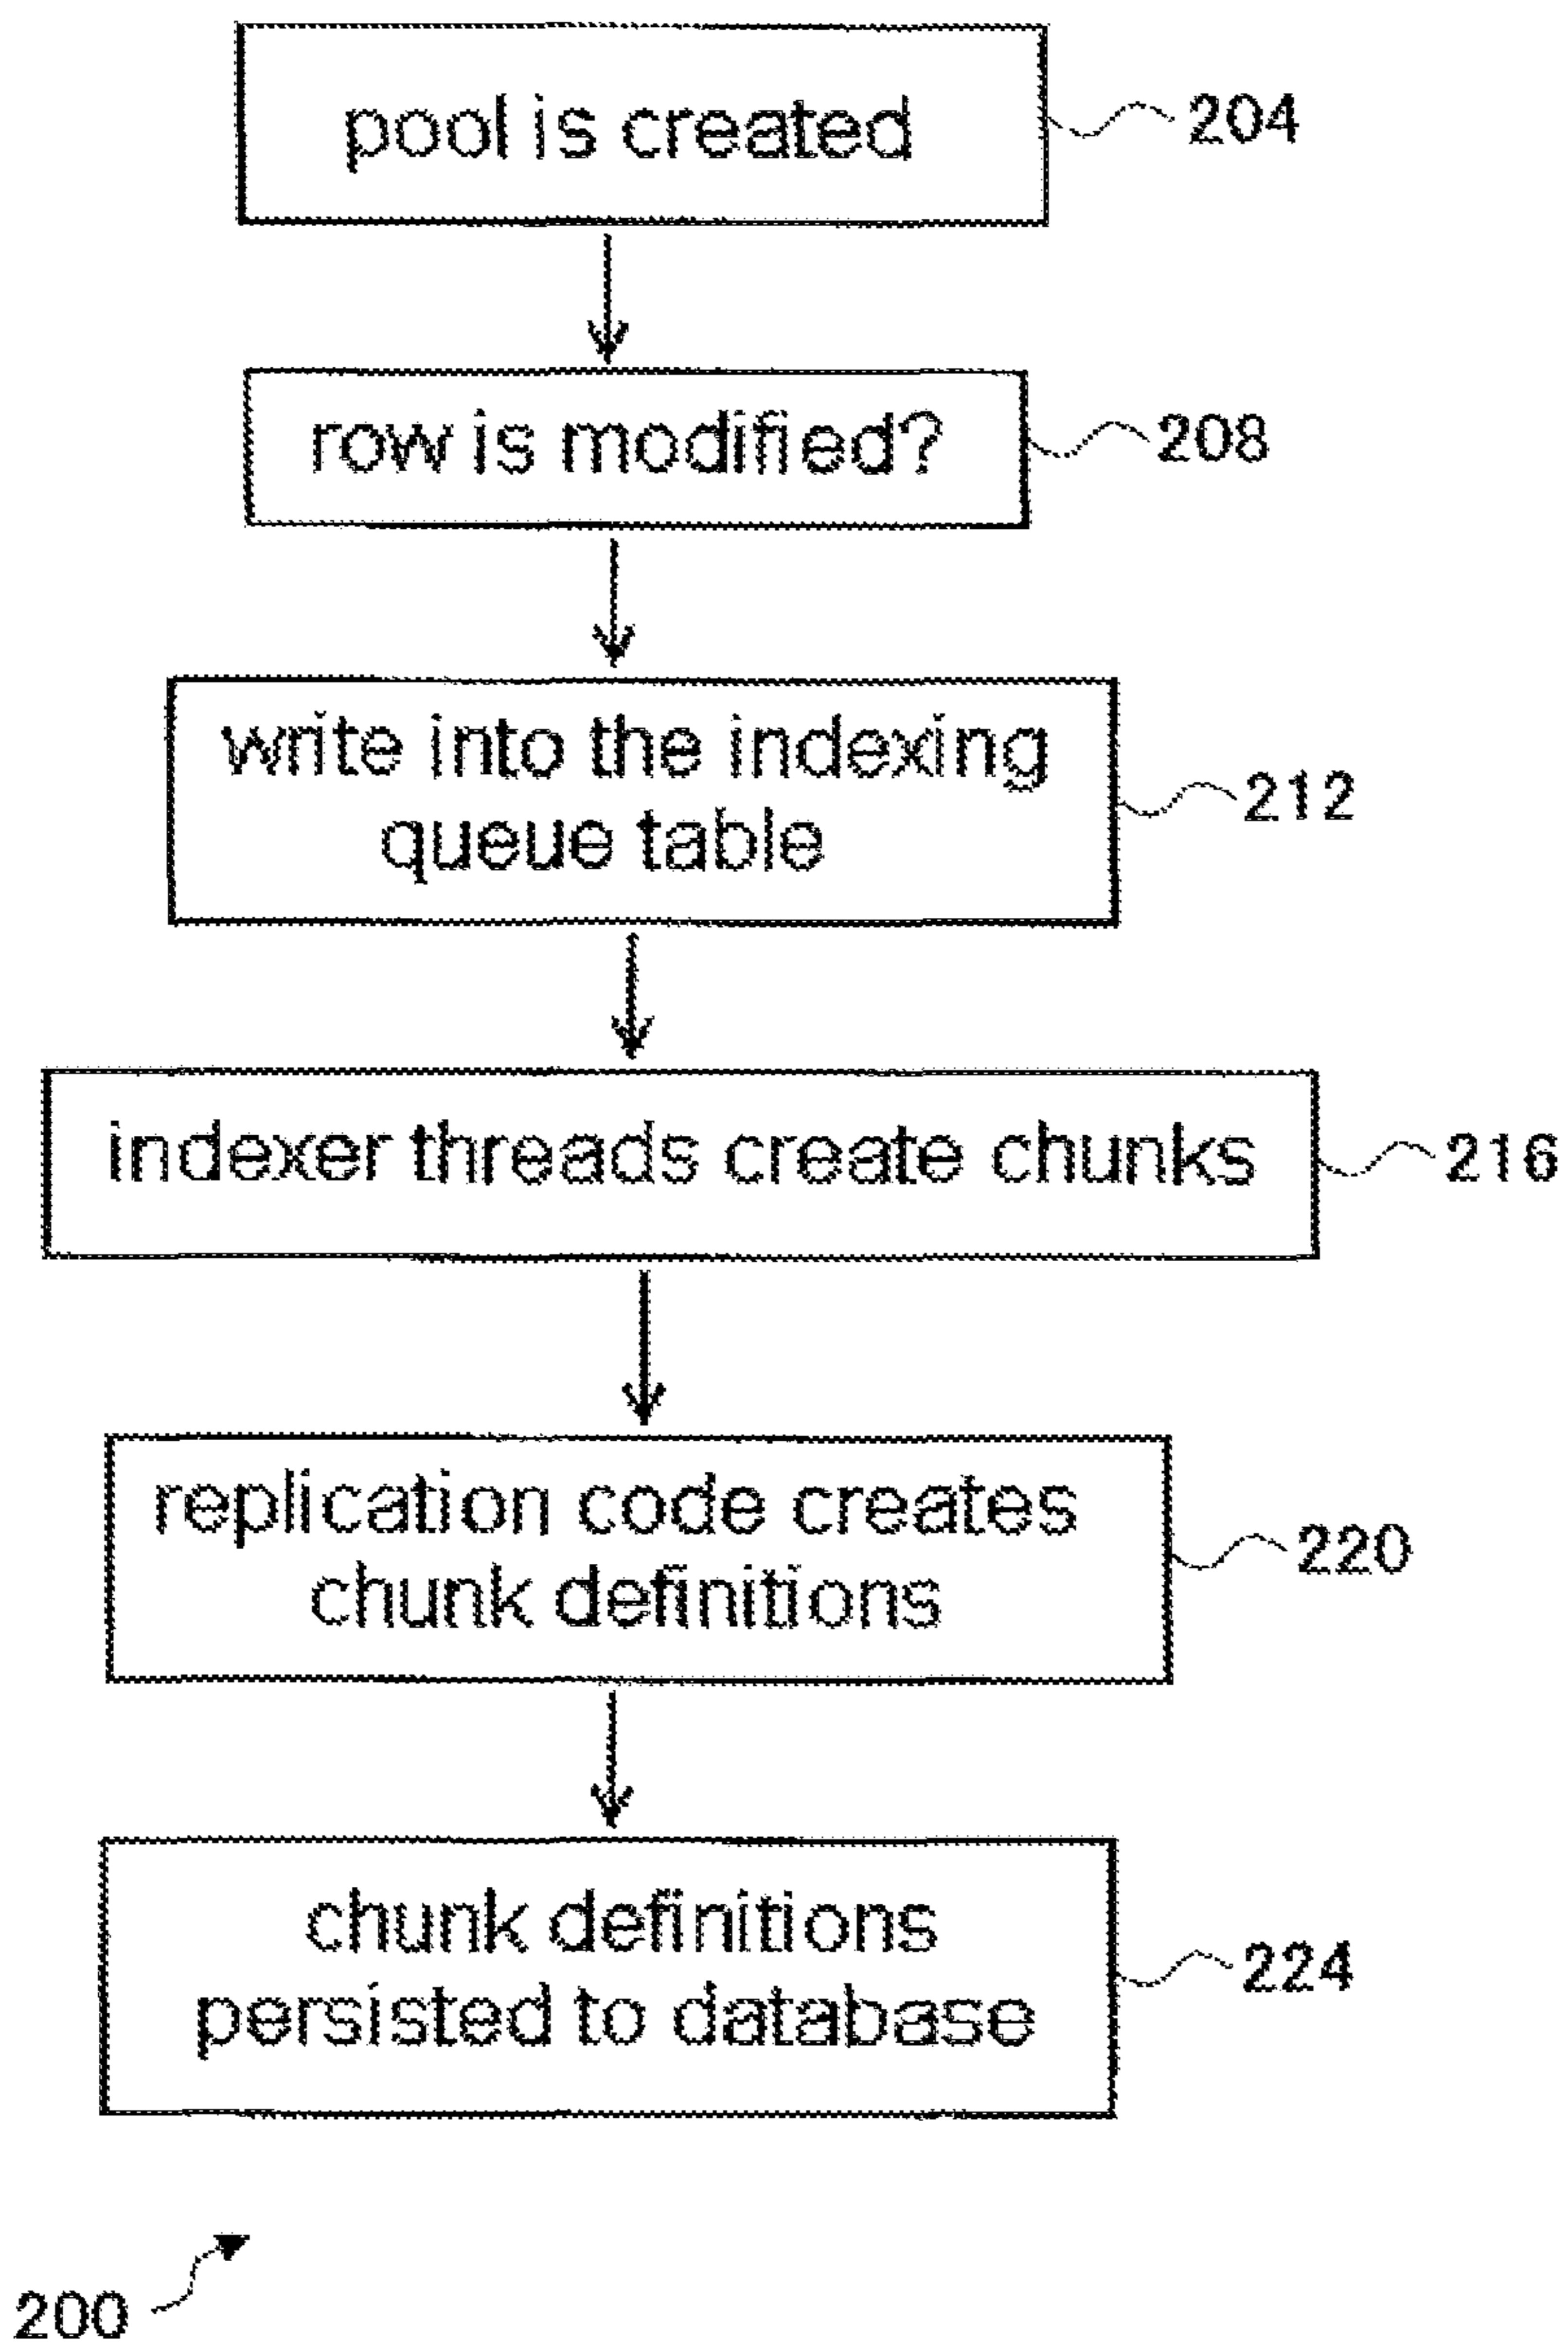 pool is created
204
row is modified?
208
write into the indexing
queue table
212
indexer threads create chunks
216
replication code creates
chunk definitions
220
chunk definitions
persisted to database
224
200